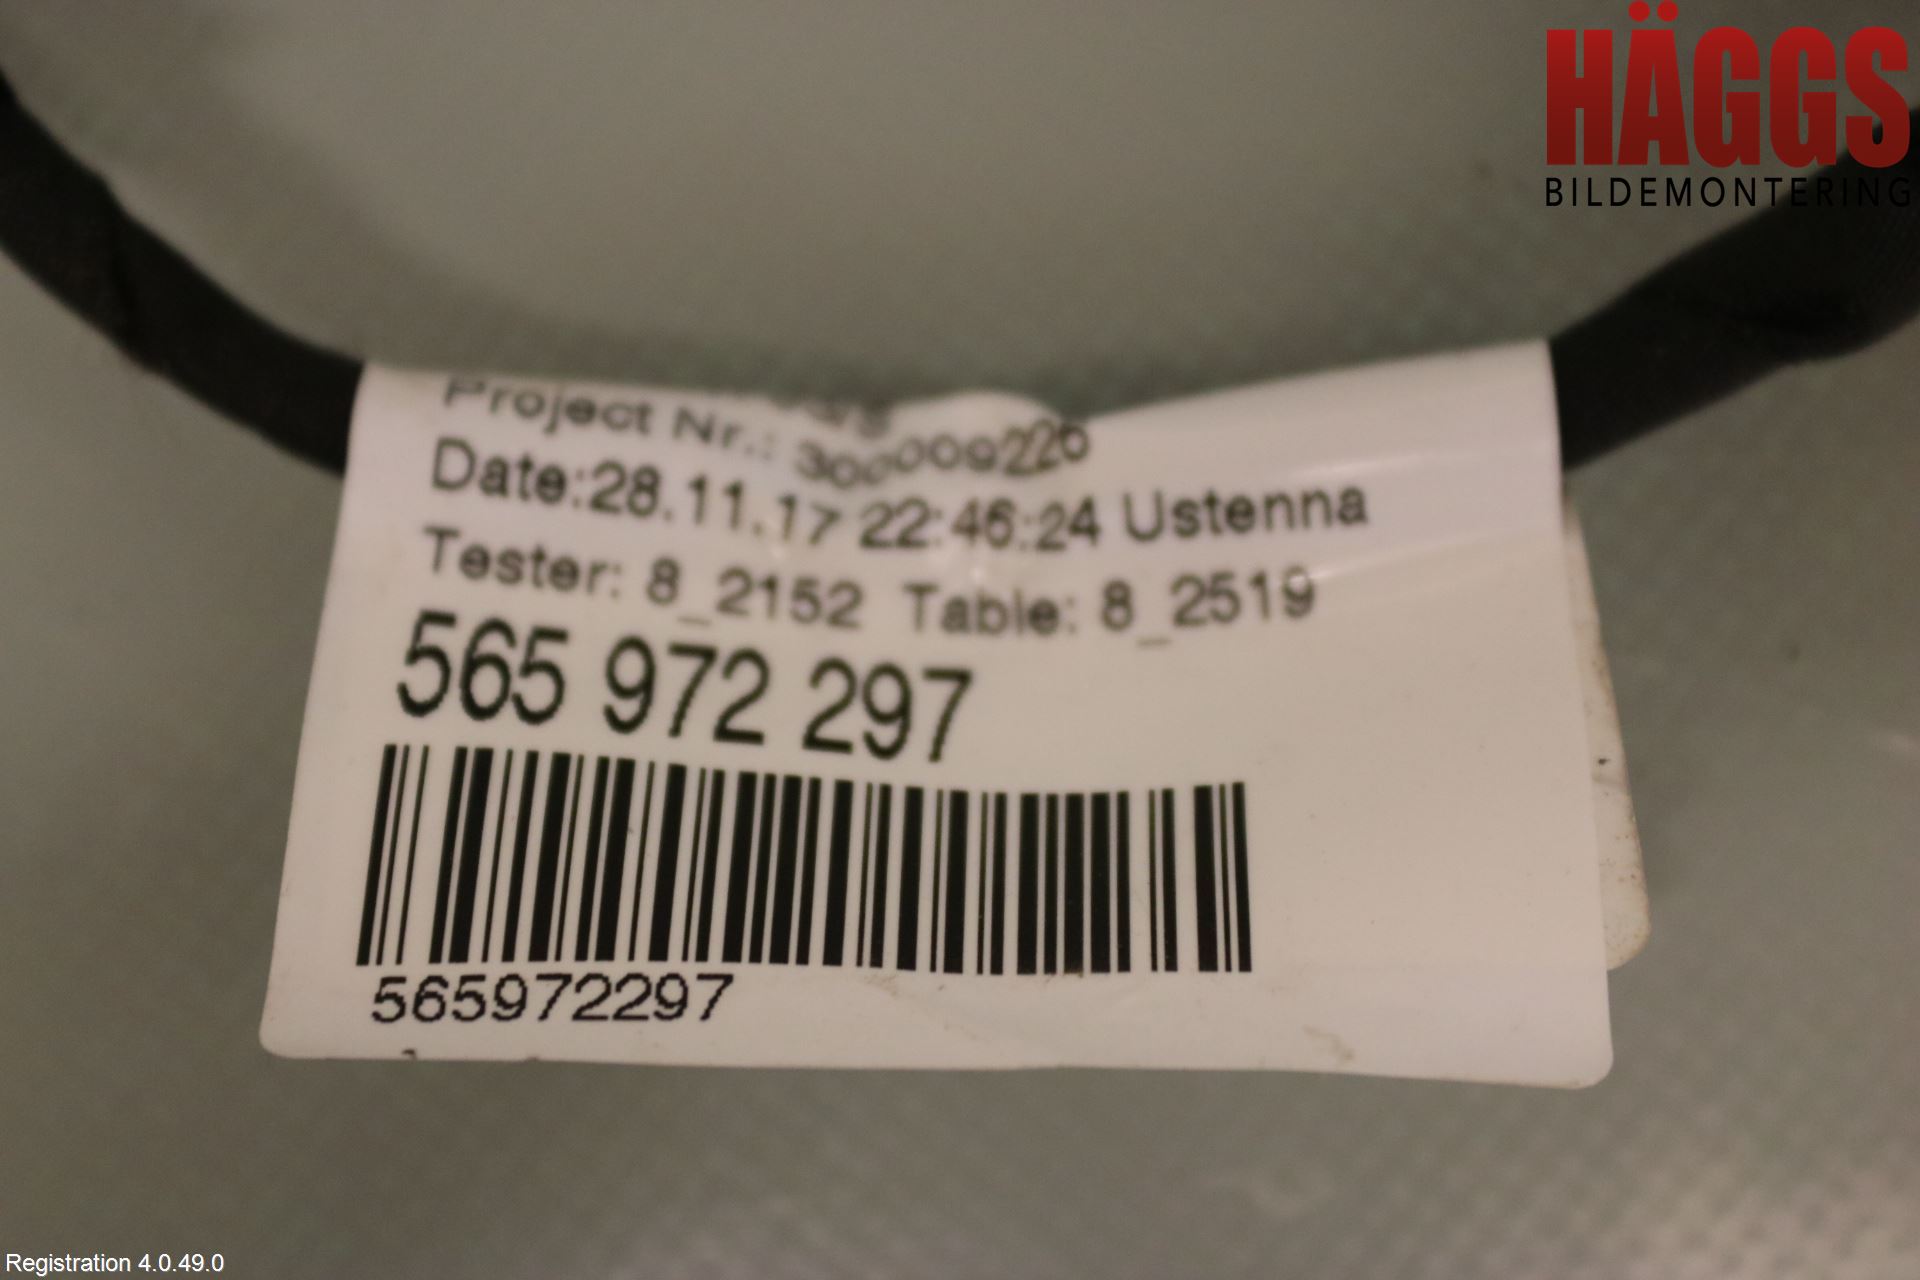 HÄGGS
BILDEMONTERING
Project Nr.: 300009226
Date:28.11.17 22:46:24 Ustenna
Tester: 8_2152 Table: 8_2519
565 972 297
565972297
Registration 4.0.49.0